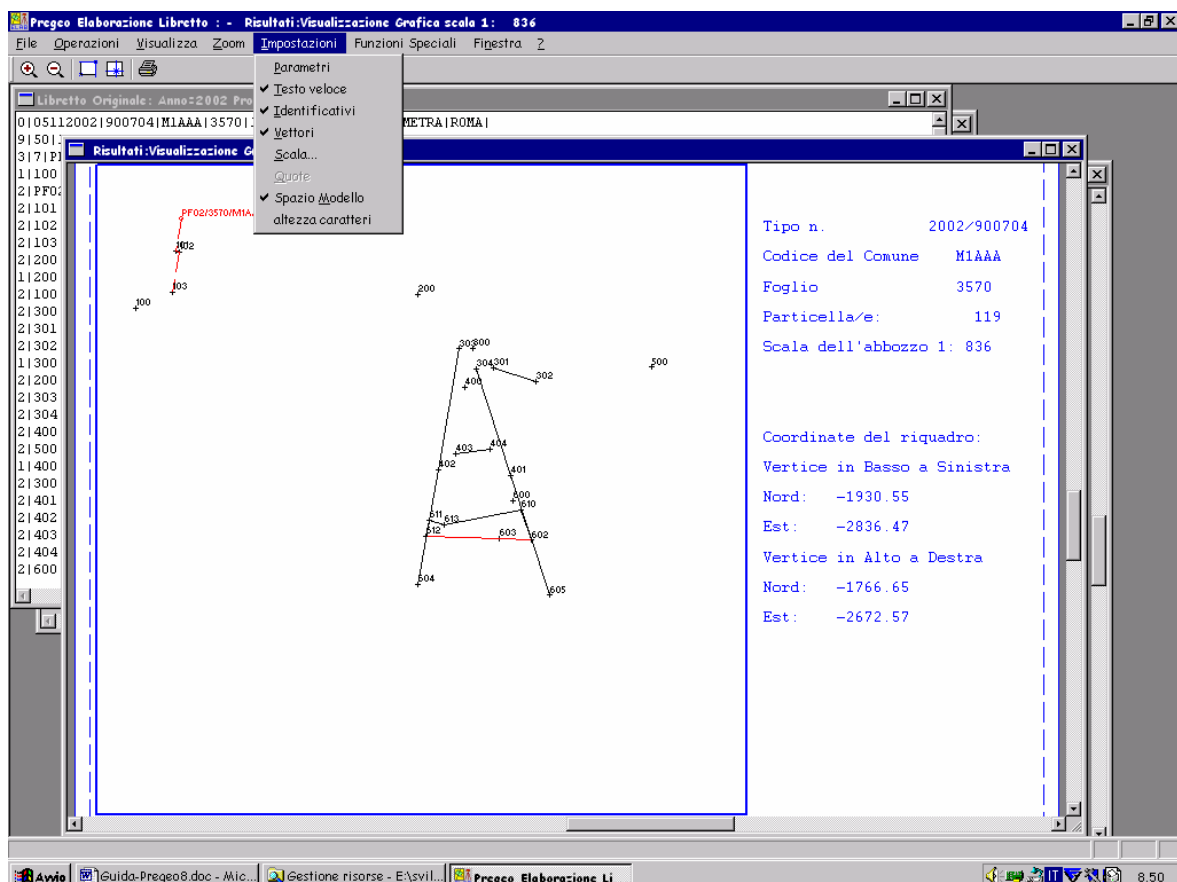 Pregeo Elaborazione Libretto : - Risultati:Visualizzazione Grafica scala 1: 836
File Operazioni Visualizza Zoom Impostazioni Funzioni Speciali Finestra ?
Parametri
Testo veloce
Identificativi
Vettori
Scala...
Quote
Spazio Modello
altezza caratteri
Libretto Originale: Anno=2002 Pro
0|05112002|900704|M1AAA|3570|
METRA|ROMA|
9|50|
3|7|P
1|100
2|PF02
2|101
2|102
2|103
2|200
1|200
2|100
2|300
2|301
2|302
1|300
2|200
2|303
2|304
2|400
2|500
1|400
2|300
2|401
2|402
2|403
2|404
2|600
Risultati:Visualizzazione G
PF02/3570/M1A
103
100
200
304
301
302
500
400
403
404
402
401
600
610
611
613
612
603
602
604
605
Tipo n. 2002/900704
Codice del Comune M1AAA
Foglio 3570
Particella/e: 119
Scala dell'abbozzo 1: 836
Coordinate del riquadro:
Vertice in Basso a Sinistra
Nord: -1930.55
Est: -2836.47
Vertice in Alto a Destra
Nord: -1766.65
Est: -2672.57
Avvio
Guida-Pregeo8.doc - Mic...
Gestione risorse - E:\svil...
Pregeo Elaborazione Li
IT
8.50